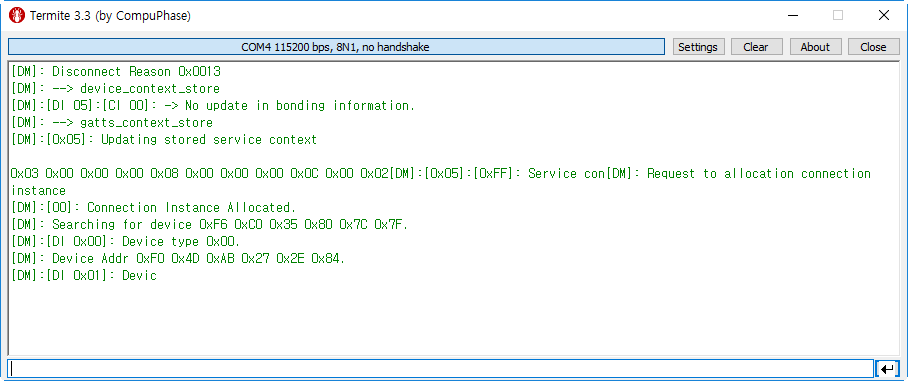 Termite 3.3 (by CompuPhase)
COM4 115200 bps, 8N1, no handshake
Settings
Clear
About
Close
[DM]: Disconnect Reason 0x0013
[DM]: --> device_context_store
[DM]:[DI 05]:[CI 00]: -> No update in bonding information.
[DM]: --> gatts_context_store
[DM]:[0x05]: Updating stored service context
0x03 0x00 0x00 0x00 0x08 0x00 0x00 0x00 0x0C 0x00 0x02[DM]:[0x05]:[0xFF]: Service con[DM]: Request to allocation connection
instance
[DM]:[00]: Connection Instance Allocated.
[DM]: Searching for device 0xF6 0xC0 0x35 0x80 0x7C 0x7F.
[DM]:[DI 0x00]: Device type 0x00.
[DM]: Device Addr 0xF0 0x4D 0xAB 0x27 0x2E 0x84.
[DM]:[DI 0x01]: Devic